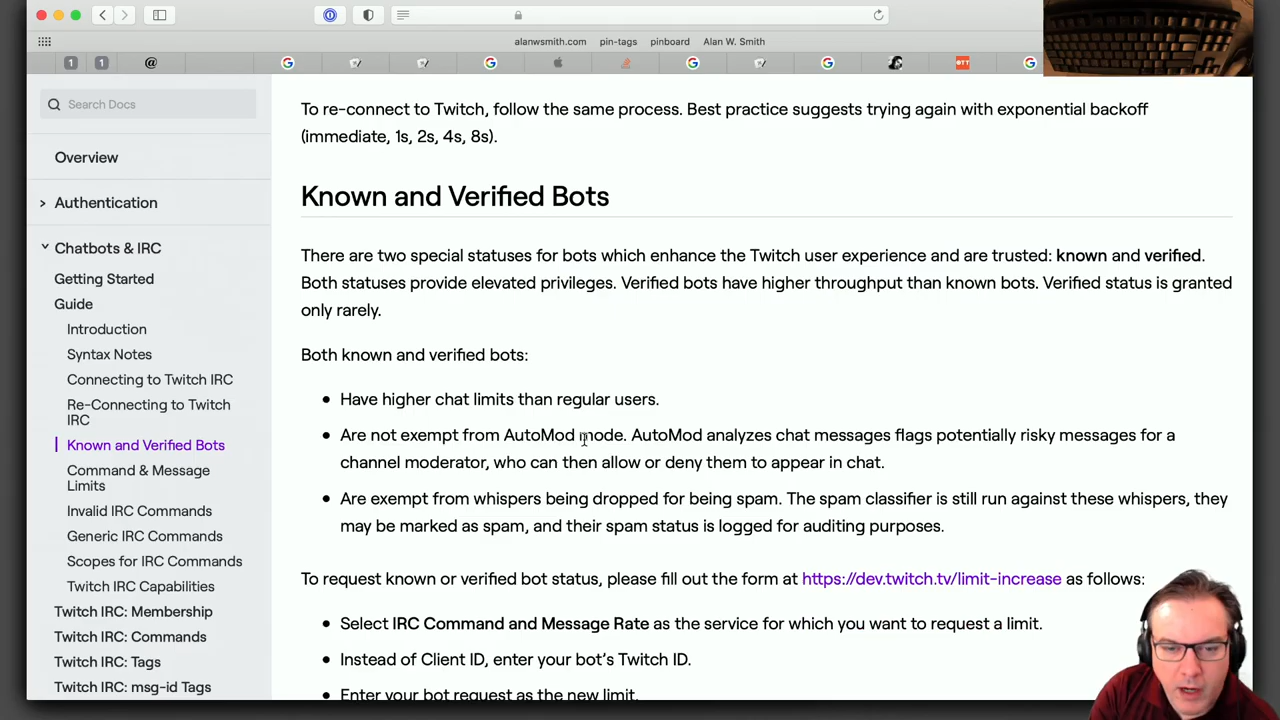 alanwsmith.com pin-tags pinboard Alan W. Smith
1 1 @ G G G G OTT G
Search Docs
Overview
Authentication
Chatbots & IRC
Getting Started
Guide
Introduction
Syntax Notes
Connecting to Twitch IRC
Re-Connecting to Twitch
IRC
Known and Verified Bots
Command & Message
Limits
Invalid IRC Commands
Generic IRC Commands
Scopes for IRC Commands
Twitch IRC Capabilities
Twitch IRC: Membership
Twitch IRC: Commands
Twitch IRC: Tags
Twitch IRC: msg-id Tags
To re-connect to Twitch, follow the same process. Best practice suggests trying again with exponential backoff
(immediate, 1s, 2s, 4s, 8s).
Known and Verified Bots
There are two special statuses for bots which enhance the Twitch user experience and are trusted: known and verified.
Both statuses provide elevated privileges. Verified bots have higher throughput than known bots. Verified status is granted
only rarely.
Both known and verified bots:
• Have higher chat limits than regular users.
• Are not exempt from AutoMod mode. AutoMod analyzes chat messages flags potentially risky messages for a
channel moderator, who can then allow or deny them to appear in chat.
• Are exempt from whispers being dropped for being spam. The spam classifier is still run against these whispers, they
may be marked as spam, and their spam status is logged for auditing purposes.
To request known or verified bot status, please fill out the form at https://dev.twitch.tv/limit-increase as follows:
• Select IRC Command and Message Rate as the service for which you want to request a limit.
• Instead of Client ID, enter your bot's Twitch ID.
• Enter your bot request as the new limit.